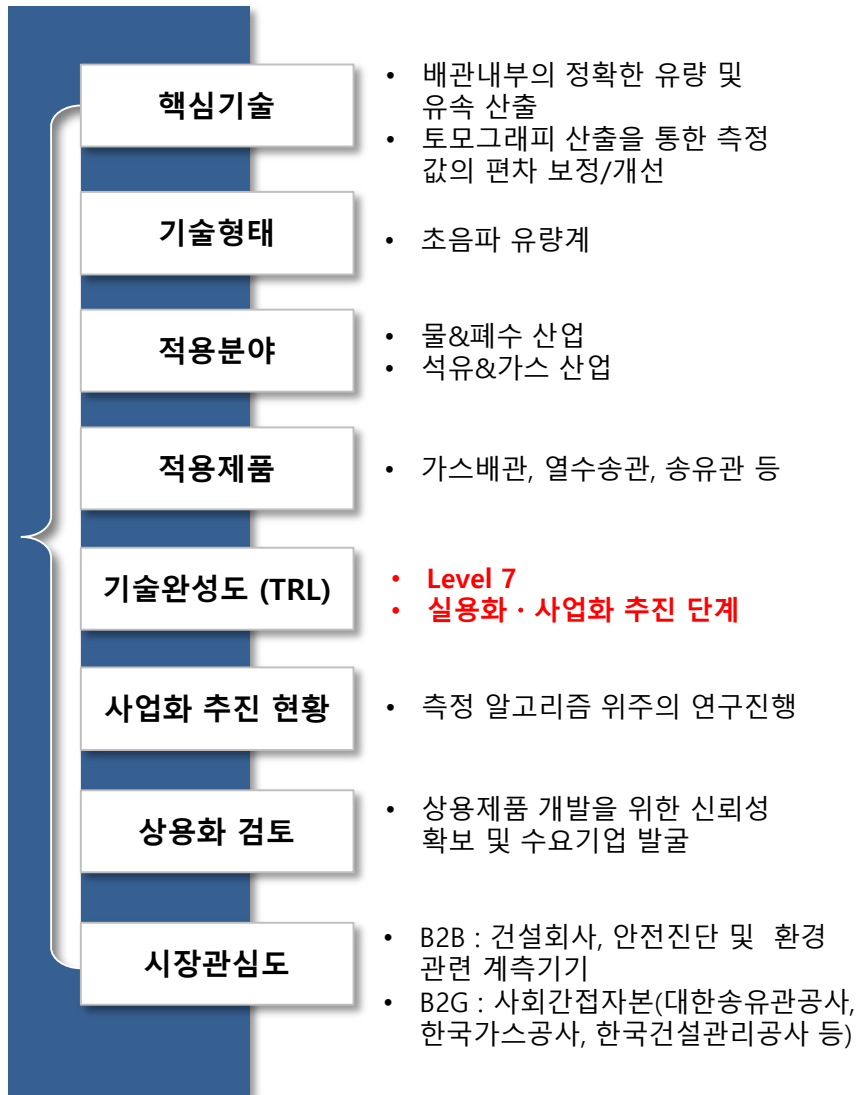 핵심기술
• 배관내부의 정확한 유량 및
유속 산출
• 토모그래피 산출을 통한 측정
값의 편차 보정/개선
기술형태
• 초음파 유량계
적용분야
• 물&폐수 산업
• 석유&가스 산업
적용제품
• 가스배관, 열수송관, 송유관 등
기술완성도 (TRL)
• Level 7
• 실용화 · 사업화 추진 단계
사업화 추진 현황
• 측정 알고리즘 위주의 연구진행
상용화 검토
• 상용제품 개발을 위한 신뢰성
확보 및 수요기업 발굴
시장관심도
• B2B : 건설회사, 안전진단 및 환경
관련 계측기기
• B2G : 사회간접자본(대한송유관공사,
한국가스공사, 한국건설관리공사 등)